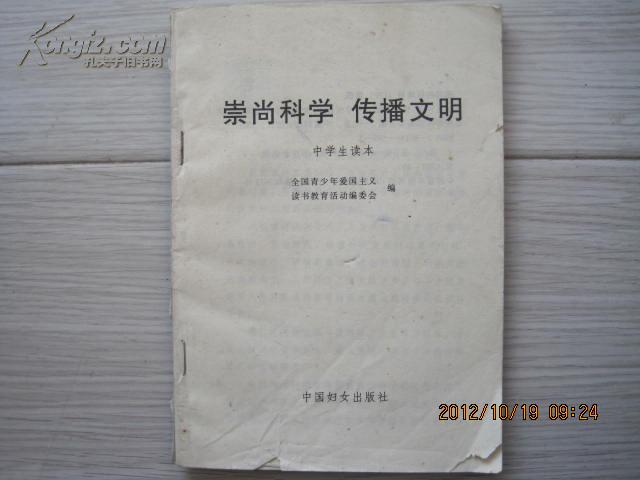 Kongfz.com
孔夫子旧书网
崇尚科学 传播文明
中学生读本
全国青少年爱国主义
读书教育活动编委会 编
中国妇女出版社
2012/10/19 09:24